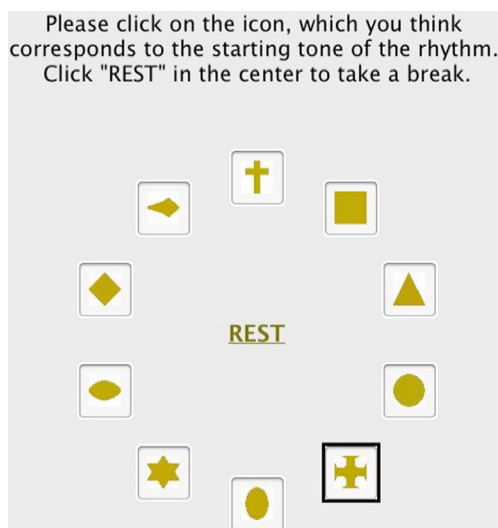 Please click on the icon, which you think
corresponds to the starting tone of the rhythm.
Click "REST" in the center to take a break.
REST